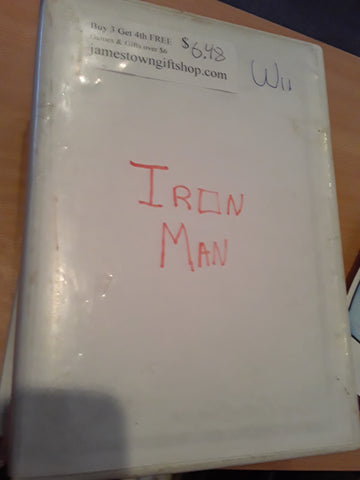 Buy 3 Get 4th FREE
Games & Gifts over $6
jamestowngiftshop.com
$6.48
Wii
IRON
MAN